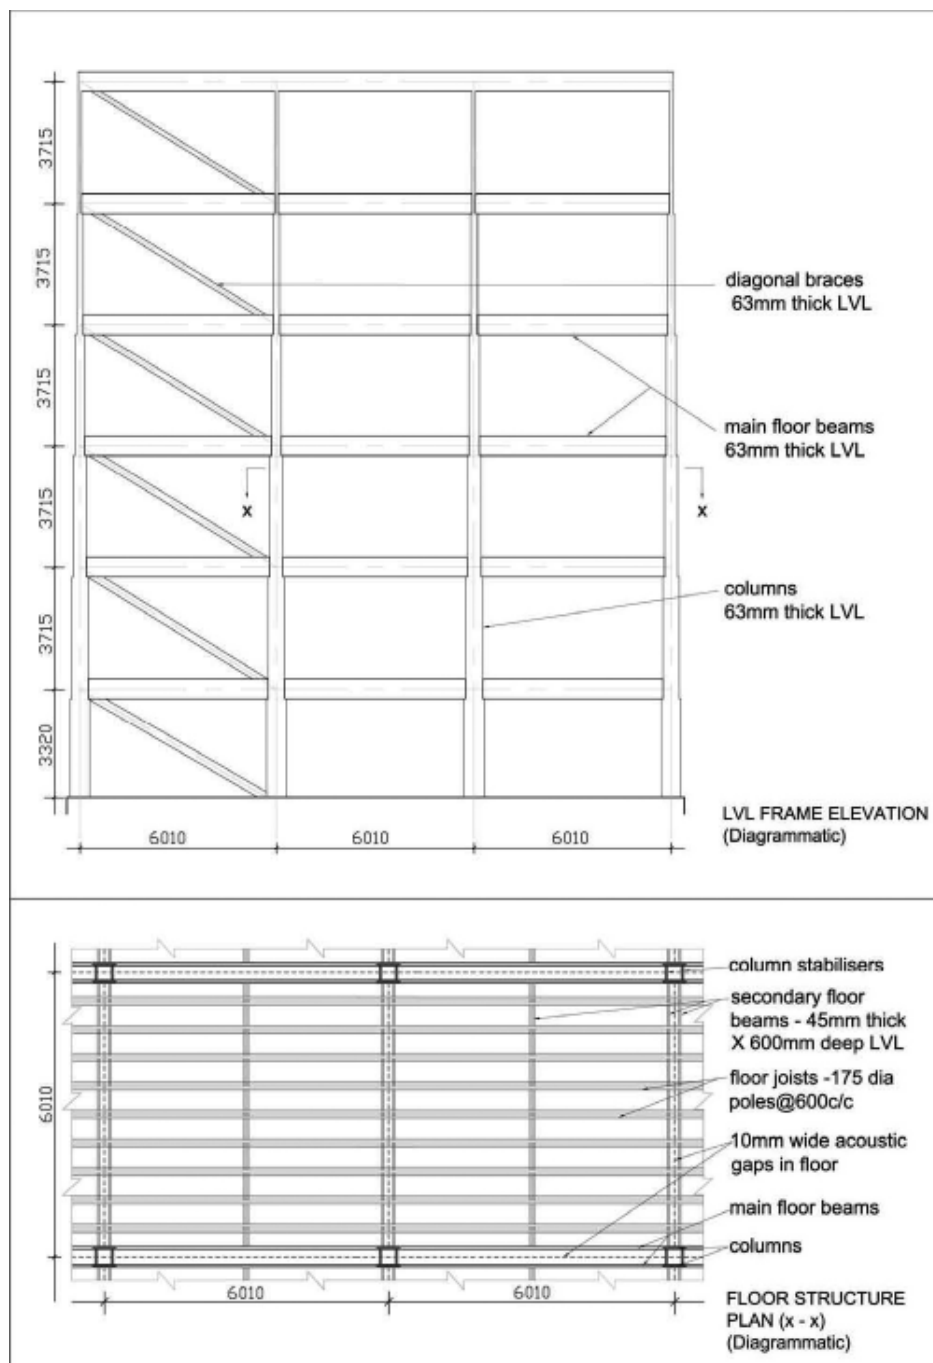 3715
3715
diagonal braces
63mm thick LVL
3715
main floor beams
63mm thick LVL
3715
x
x
columns
63mm thick LVL
3715
3320
LVL FRAME ELEVATION
(Diagrammatic)
6010
6010
6010
column stabilisers
secondary floor
beams - 45mm thick
X 600mm deep LVL
floor joists -175 dia
poles@600c/c
6010
10mm wide acoustic
gaps in floor
main floor beams
columns
6010
6010
FLOOR STRUCTURE
PLAN (x - x)
(Diagrammatic)